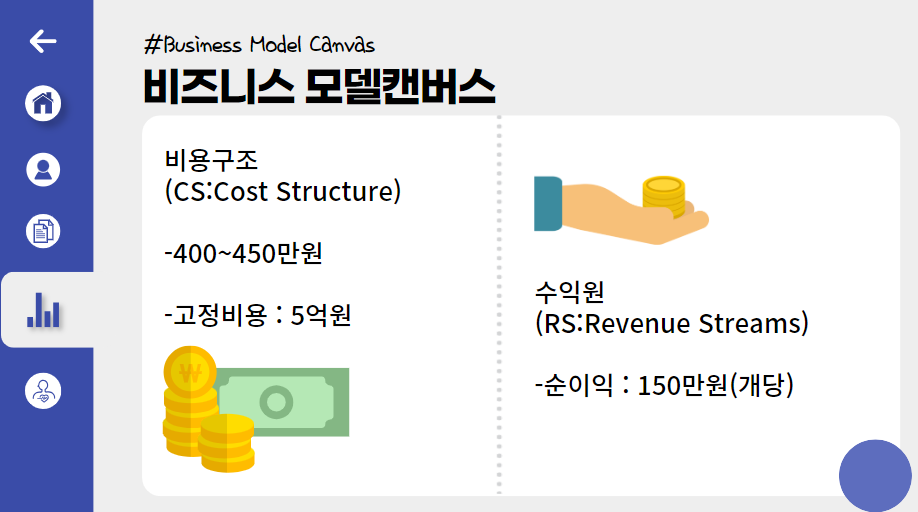 #Business Model Canvas
비즈니스 모델캔버스
비용구조
(CS:Cost Structure)
-400~450만원
-고정비용 : 5억원
₩
수익원
(RS:Revenue Streams)
-순이익 : 150만원(개당)